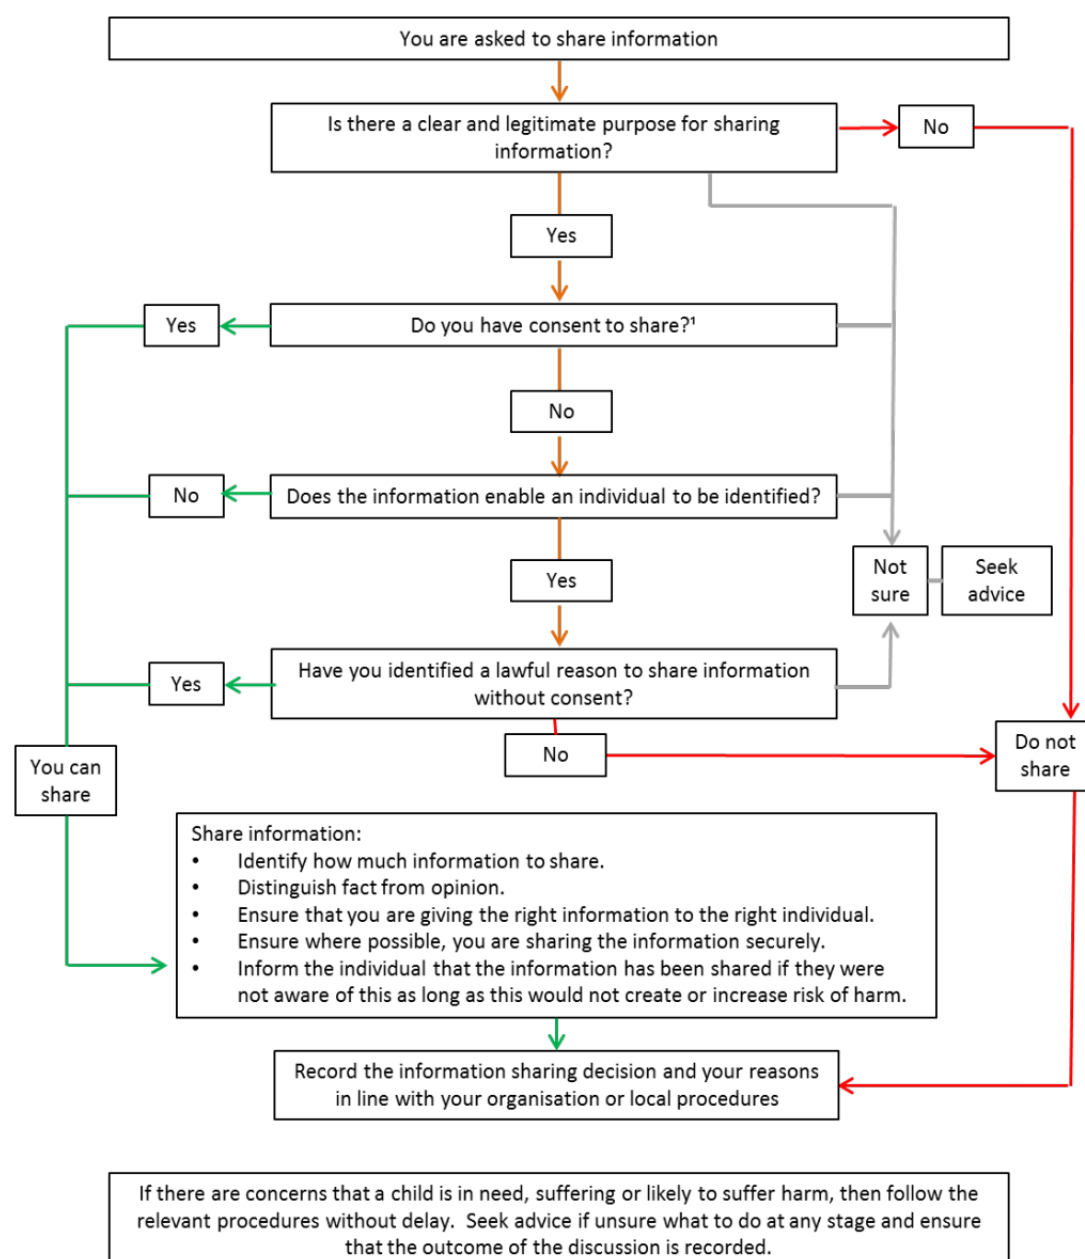 You are asked to share information
Is there a clear and legitimate purpose for sharing
information?
No
Yes
Yes
Do you have consent to share?¹
No
No
Does the information enable an individual to be identified?
Yes
Not
sure
Seek
advice
Yes
Have you identified a lawful reason to share information
without consent?
No
Do not
share
You can
share
Share information:
• Identify how much information to share.
• Distinguish fact from opinion.
• Ensure that you are giving the right information to the right individual.
• Ensure where possible, you are sharing the information securely.
• Inform the individual that the information has been shared if they were
not aware of this as long as this would not create or increase risk of harm.
Record the information sharing decision and your reasons
in line with your organisation or local procedures
If there are concerns that a child is in need, suffering or likely to suffer harm, then follow the
relevant procedures without delay. Seek advice if unsure what to do at any stage and ensure
that the outcome of the discussion is recorded.